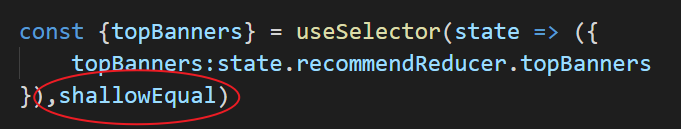 const {topBanners} = useSelector(state => ({
topBanners:state.recommendReducer.topBanners
}),shallowEqual)